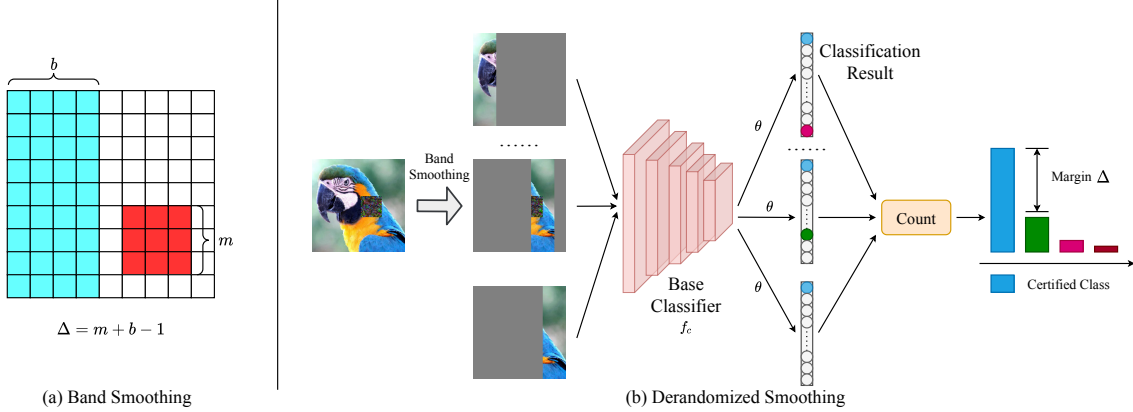 b
m
Δ = m + b − 1
(a) Band Smoothing
Band
Smoothing
......
Base
Classifier
f_c
θ
θ
θ
Classification
Result
......
Count
Margin Δ
Certified Class
(b) Derandomized Smoothing